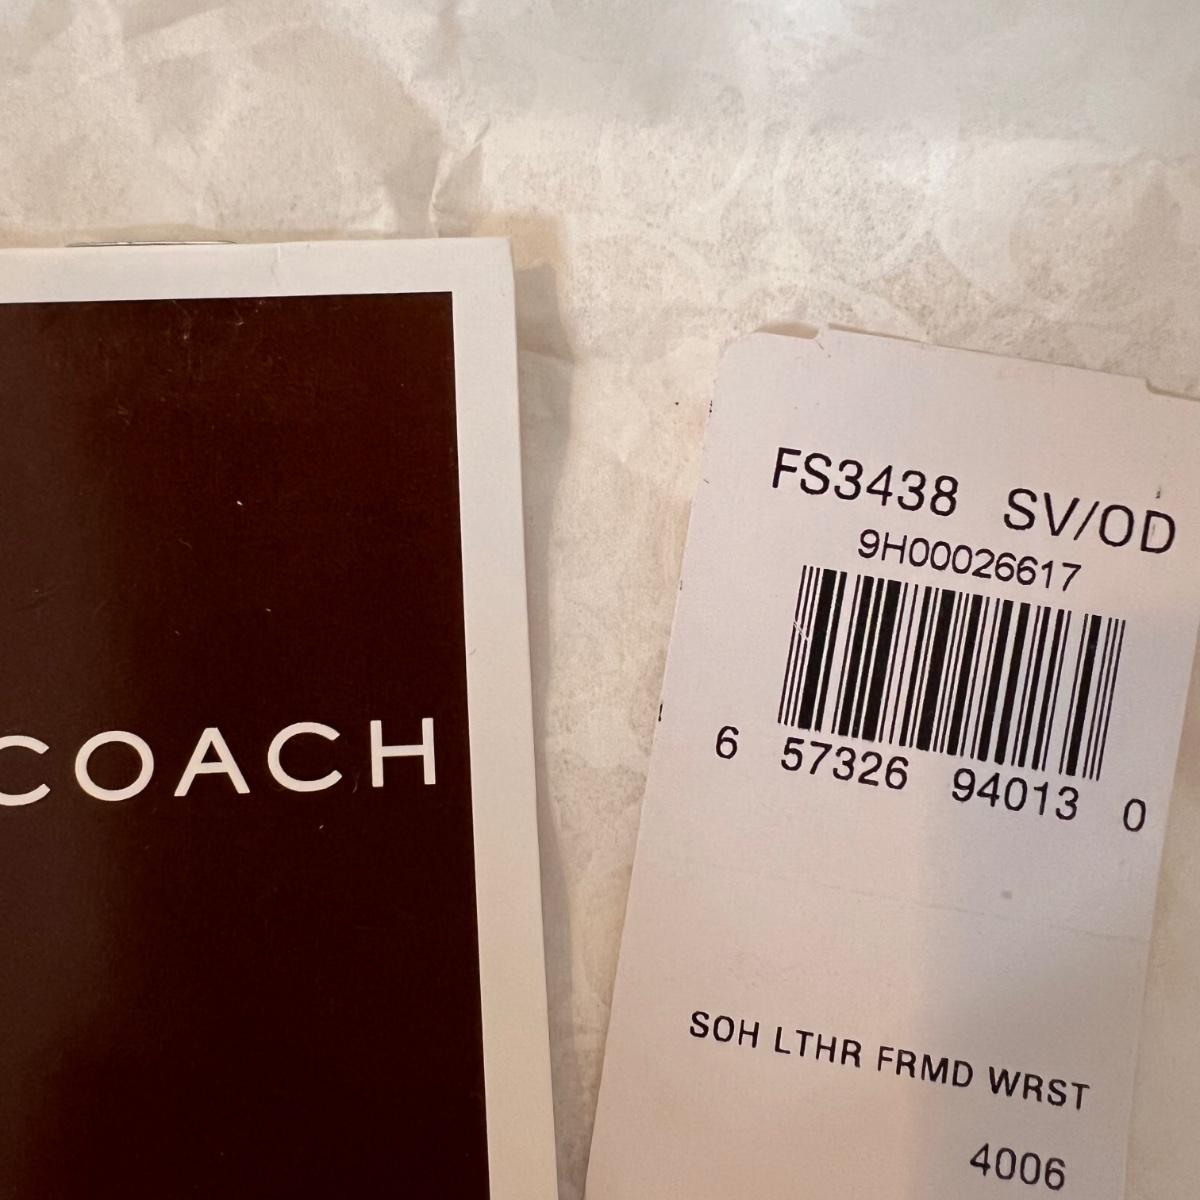 COACH
FS3438 SV/OD
9H00026617
6 57326 94013 0
SOH LTHR FRMD WRST
4006